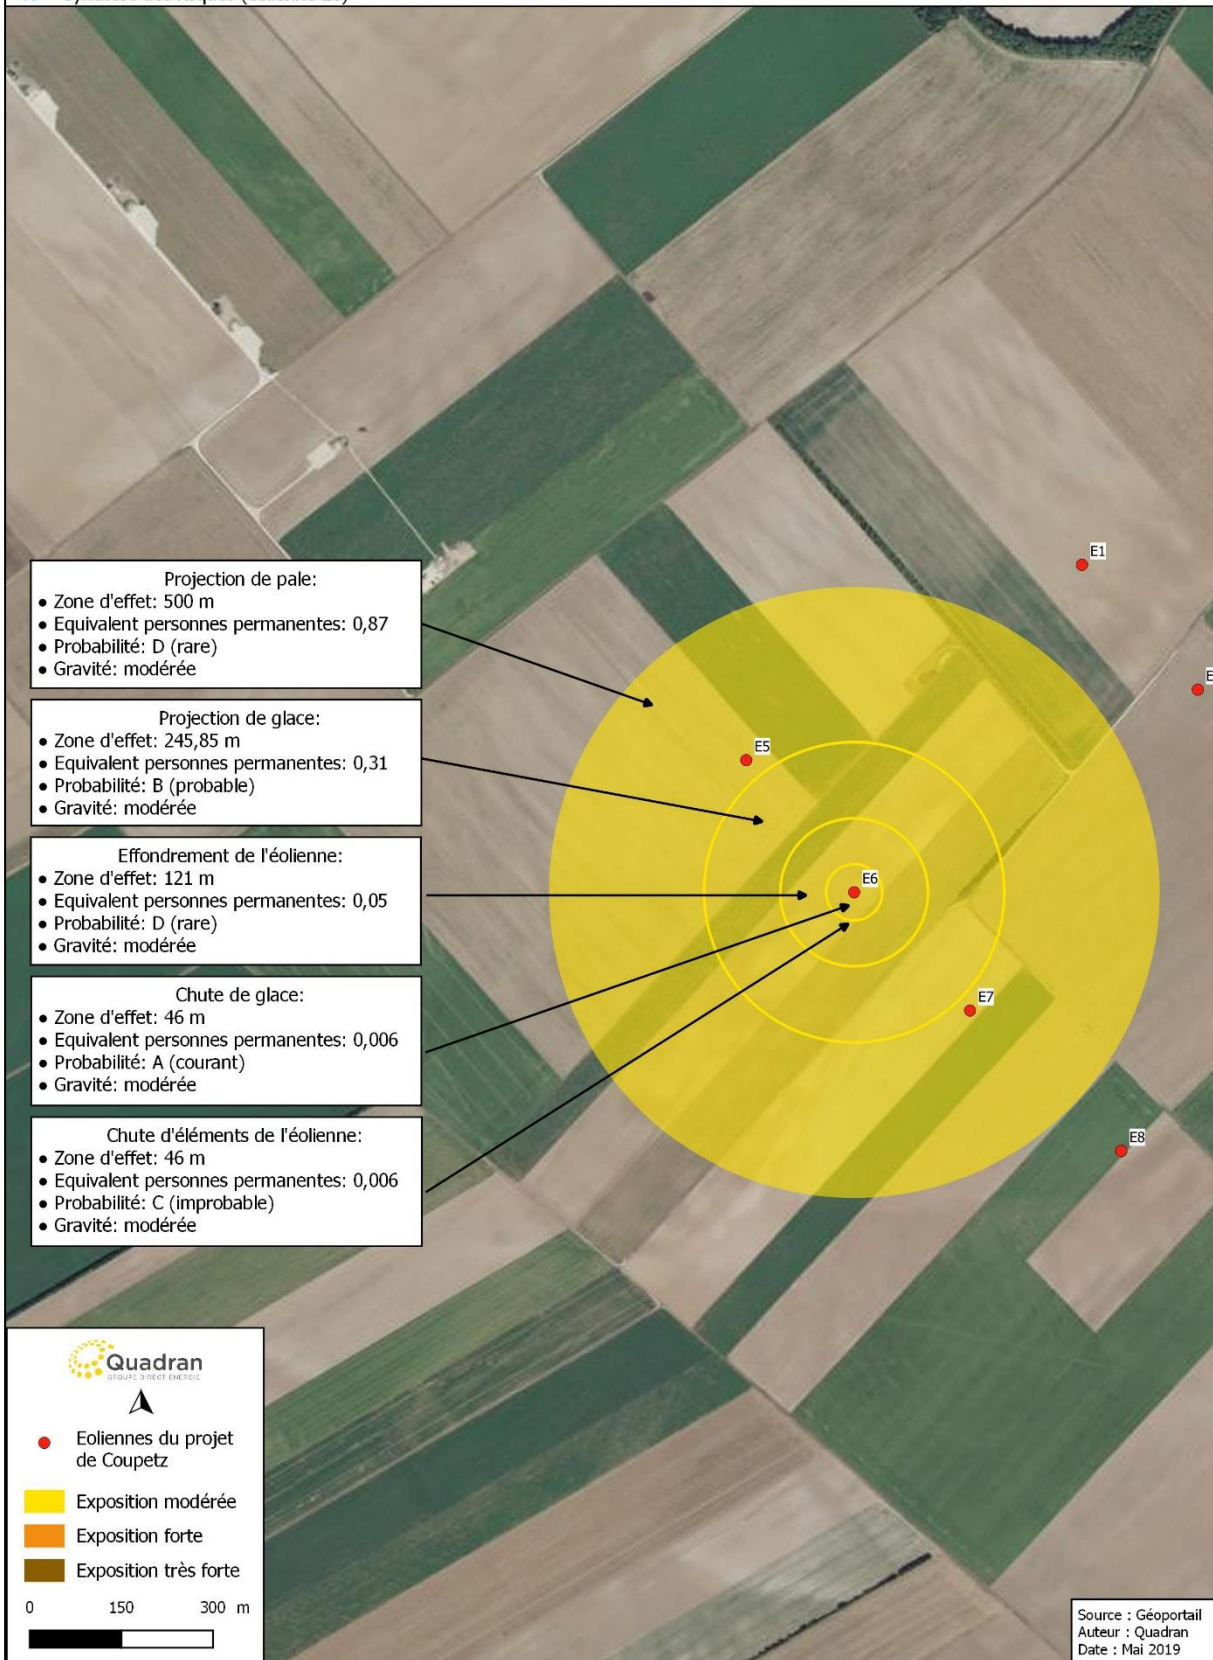 Projection de pale:
● Zone d'effet: 500 m
● Equivalent personnes permanentes: 0,87
● Probabilité: D (rare)
● Gravité: modérée
Projection de glace:
● Zone d'effet: 245,85 m
● Equivalent personnes permanentes: 0,31
● Probabilité: B (probable)
● Gravité: modérée
Effondrement de l'éolienne:
● Zone d'effet: 121 m
● Equivalent personnes permanentes: 0,05
● Probabilité: D (rare)
● Gravité: modérée
Chute de glace:
● Zone d'effet: 46 m
● Equivalent personnes permanentes: 0,006
● Probabilité: A (courant)
● Gravité: modérée
Chute d'éléments de l'éolienne:
● Zone d'effet: 46 m
● Equivalent personnes permanentes: 0,006
● Probabilité: C (improbable)
● Gravité: modérée
E1
E5
E6
E7
E8
Quadran
GROUPE DIRECT ENERGIE
Eoliennes du projet
de Coupetz
Exposition modérée
Exposition forte
Exposition très forte
0 150 300 m
Source : Géoportail
Auteur : Quadran
Date : Mai 2019